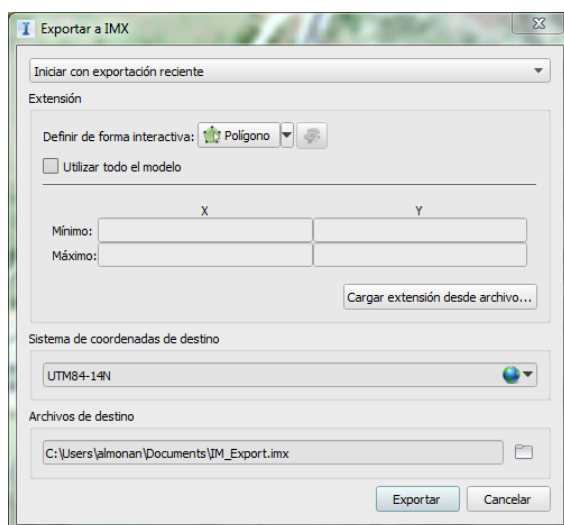 Exportar a IMX
Iniciar con exportación reciente
Extensión
Definir de forma interactiva: Polígono
Utilizar todo el modelo
X Y
Mínimo:
Máximo:
Cargar extensión desde archivo...
Sistema de coordenadas de destino
UTM84-14N
Archivos de destino
C:\Users\almonan\Documents\IM_Export.imx
Exportar Cancelar